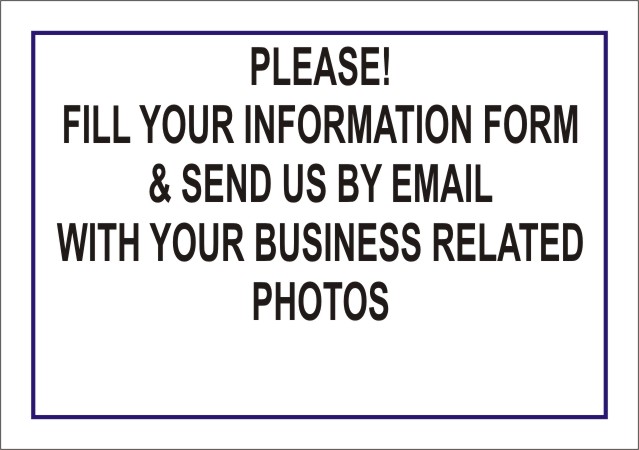 PLEASE!
FILL YOUR INFORMATION FORM
& SEND US BY EMAIL
WITH YOUR BUSINESS RELATED
PHOTOS